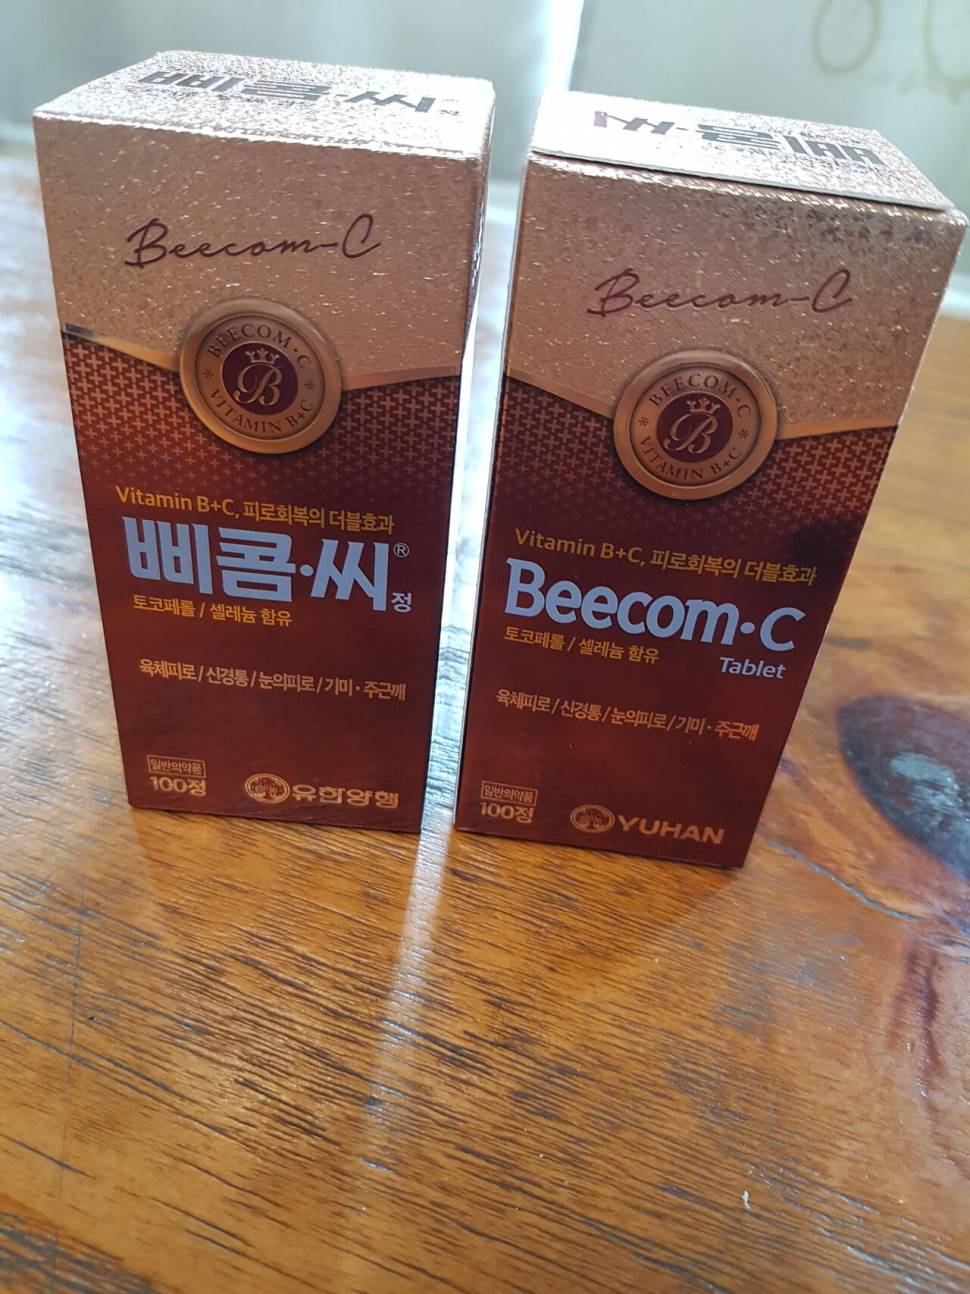 삐콤·씨
Beecom-C
BEECOM·C
B
VITAMIN B+C
Vitamin B+C, 피로회복의 더블효과
삐콤·씨®
정
토코페롤 / 셀레늄 함유
육체피로 / 신경통 / 눈의피로 / 기미·주근깨
일반의약품
100정
유한양행
삐콤·씨
Beecom-C
BEECOM·C
B
VITAMIN B+C
Vitamin B+C, 피로회복의 더블효과
Beecom·C
Tablet
토코페롤 / 셀레늄 함유
육체피로 / 신경통 / 눈의피로 / 기미·주근깨
일반의약품
100정
YUHAN